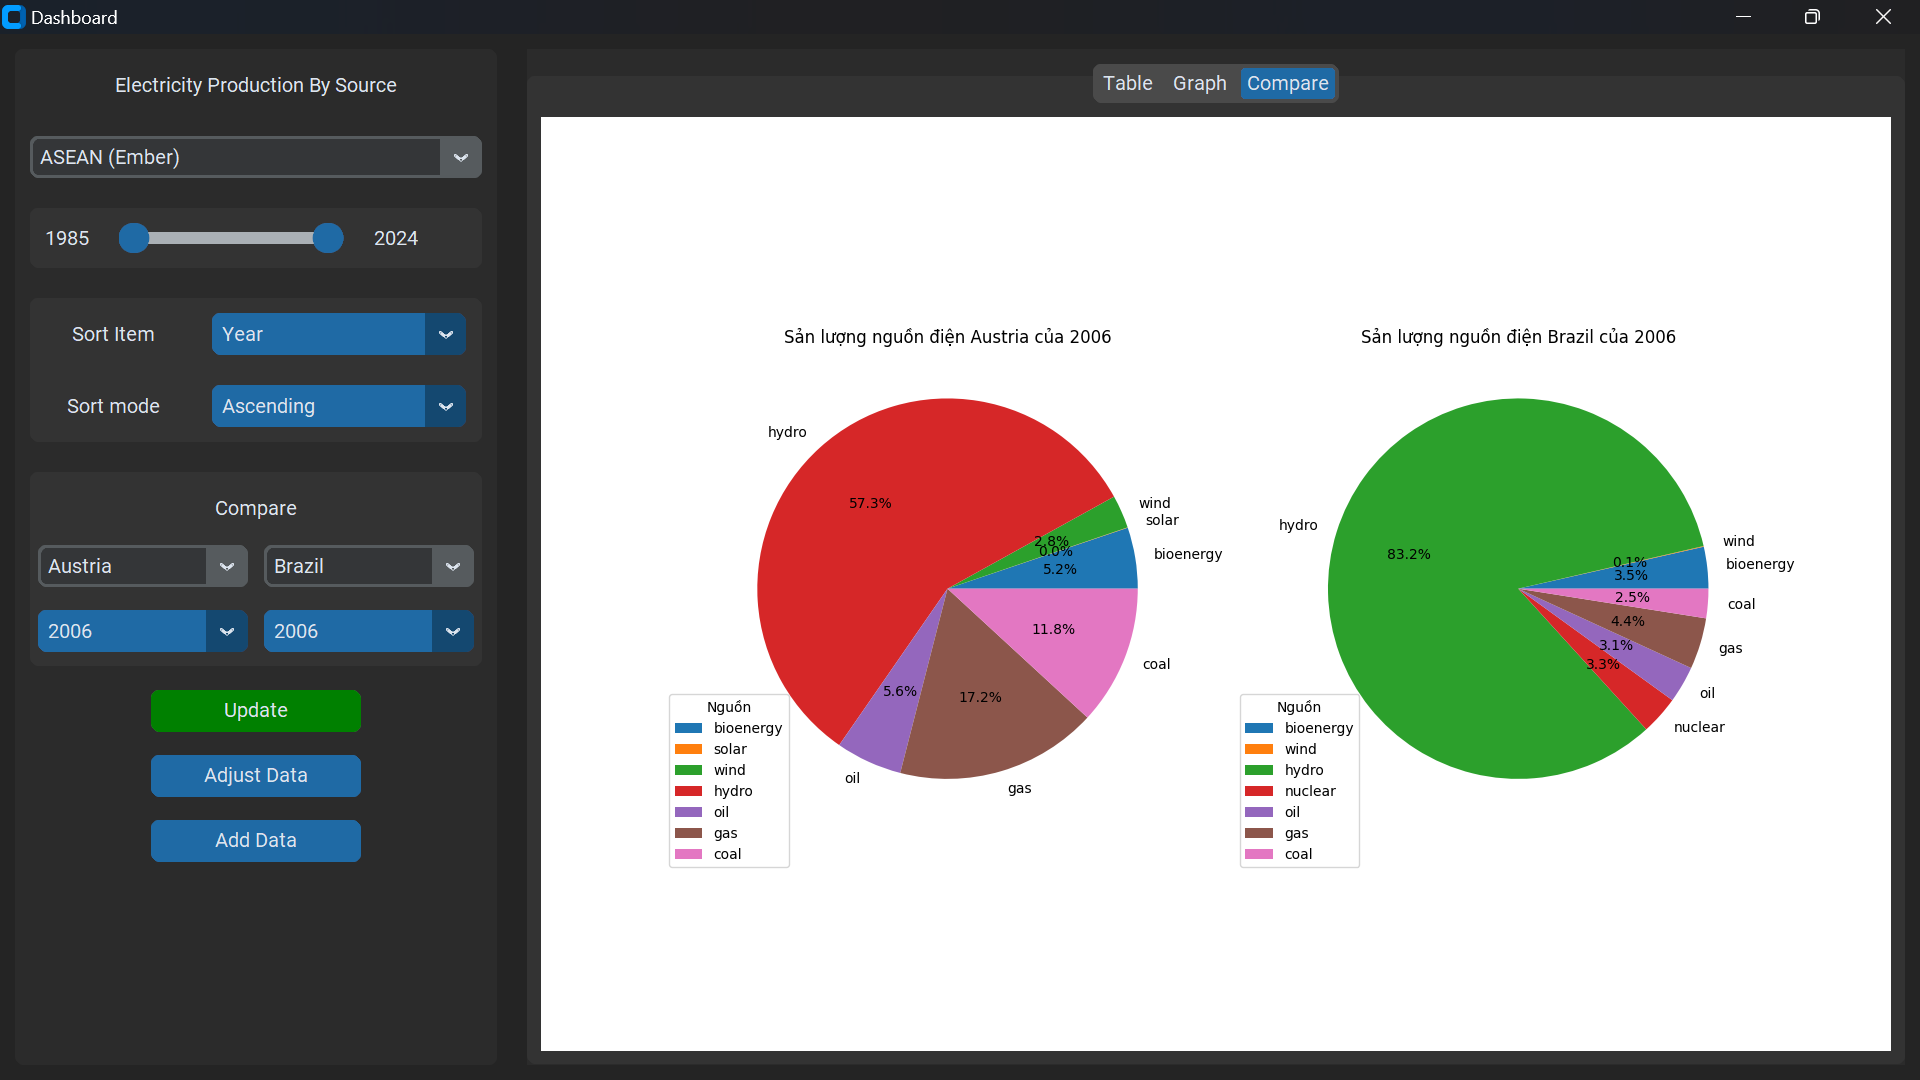 Dashboard
Electricity Production By Source
ASEAN (Ember)
1985 2024
Sort Item Year
Sort mode Ascending
Compare
Austria Brazil
2006 2006
Update
Adjust Data
Add Data
Table Graph Compare
Sản lượng nguồn điện Austria của 2006
hydro
57.3%
wind
solar
2.8%
0.0%
bioenergy
5.2%
11.8%
coal
5.6%
17.2%
oil
gas
Nguồn
bioenergy
solar
wind
hydro
oil
gas
coal
Sản lượng nguồn điện Brazil của 2006
hydro
83.2%
wind
0.1%
bioenergy
3.5%
2.5%
coal
4.4%
gas
3.1%
3.3%
oil
nuclear
Nguồn
bioenergy
wind
hydro
nuclear
oil
gas
coal